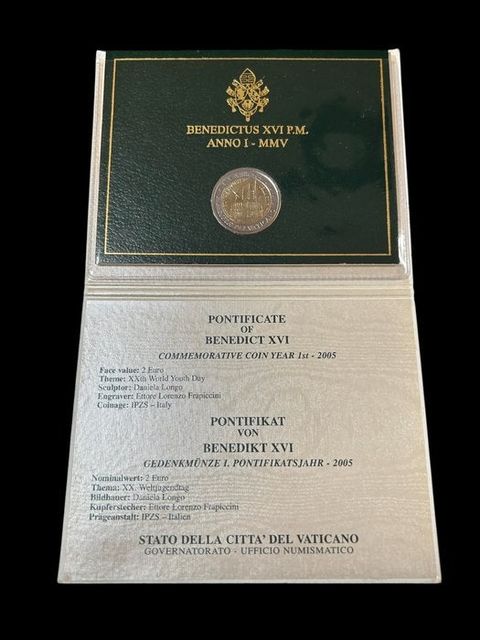 BENEDICTUS XVI P.M.
ANNO I - MMV
PONTIFICATE
OF
BENEDICT XVI
COMMEMORATIVE COIN YEAR 1st - 2005
Face value: 2 Euro
Theme: XXth World Youth Day
Sculptor: Daniela Longo
Engraver: Ettore Lorenzo Frapiccini
Coinage: IPZS – Italy
PONTIFIKAT
VON
BENEDIKT XVI
GEDENKMÜNZE I. PONTIFIKATSJAHR - 2005
Nominalwert: 2 Euro
Thema: XX. Weltjugendtag
Bildhauer: Daniela Longo
Kupferstecher: Ettore Lorenzo Frapiccini
Prägeanstalt: IPZS – Italien
STATO DELLA CITTA' DEL VATICANO
GOVERNATORATO - UFFICIO NUMISMATICO